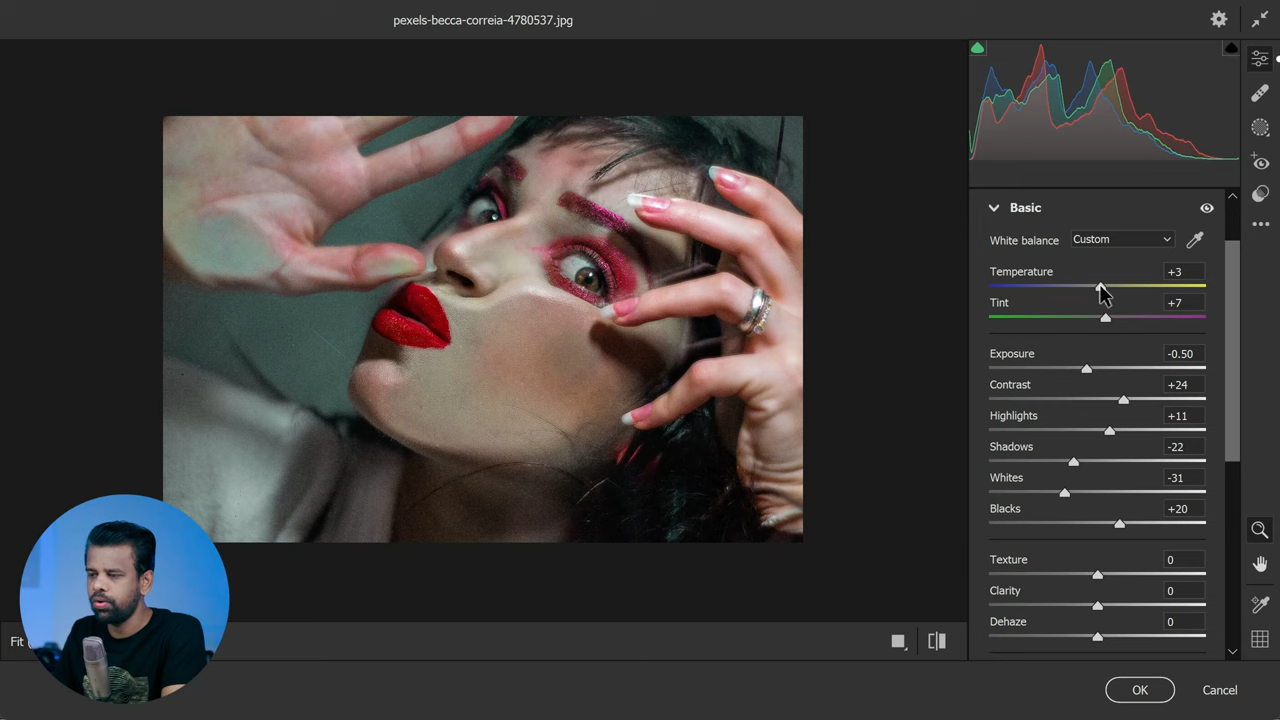 pexels-becca-correia-4780537.jpg
Basic
White balance Custom
Temperature +3
Tint +7
Exposure -0.50
Contrast +24
Highlights +11
Shadows -22
Whites -31
Blacks +20
Texture 0
Clarity 0
Dehaze 0
Fit
OK Cancel